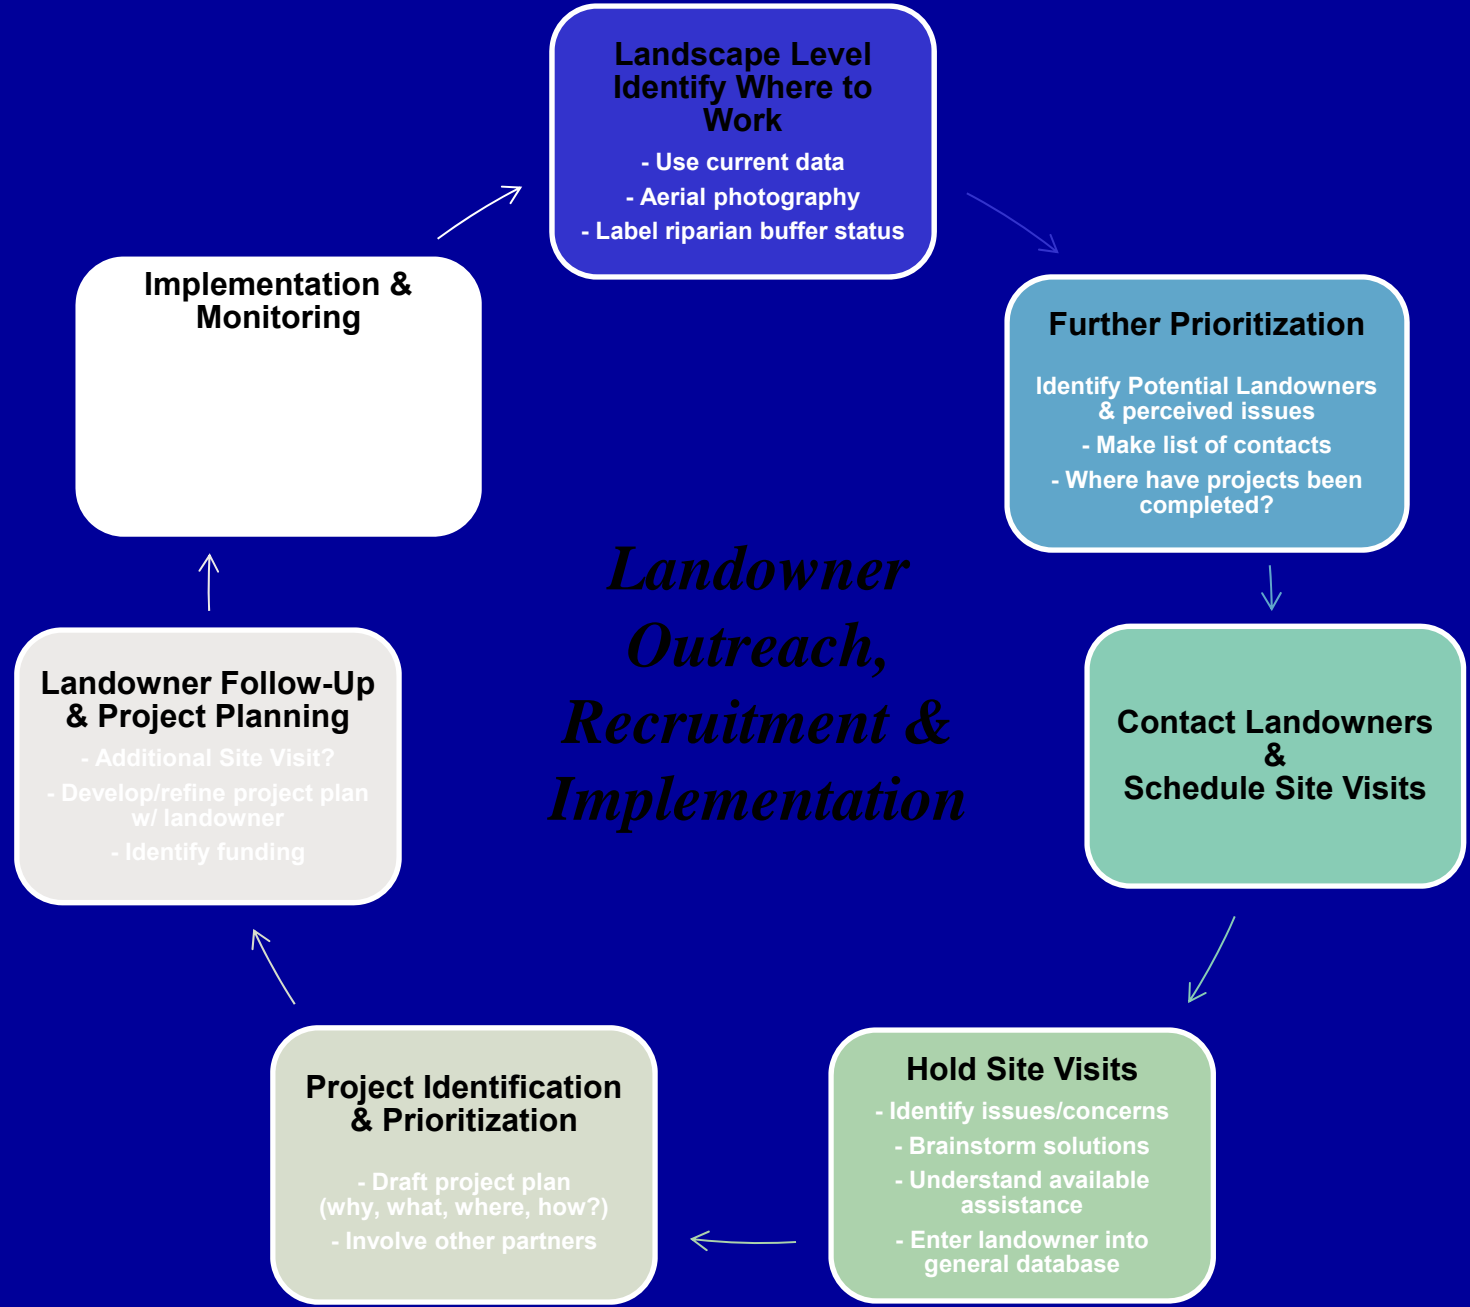 Landscape Level
Identify Where to
Work
- Use current data
- Aerial photography
- Label riparian buffer status
Further Prioritization
Identify Potential Landowners
& perceived issues
- Make list of contacts
- Where have projects been
completed?
Contact Landowners
&
Schedule Site Visits
Hold Site Visits
- Identify issues/concerns
- Brainstorm solutions
- Understand available
assistance
- Enter landowner into
general database
Project Identification
& Prioritization
- Draft project plan
(why, what, where, how?)
- Involve other partners
Landowner Follow-Up
& Project Planning
- Additional Site Visit?
- Develop/refine project plan
w/ landowner
- Identify funding
Implementation &
Monitoring
Landowner
Outreach,
Recruitment &
Implementation